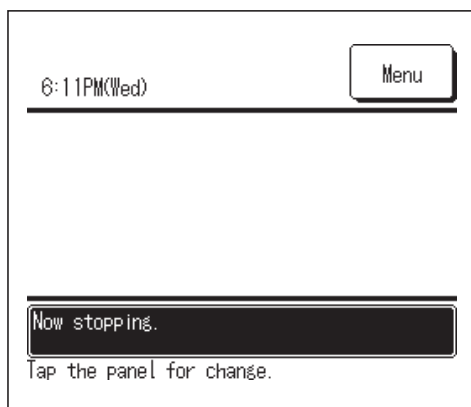 6:11PM(Wed)
Menu
Now stopping.
Tap the panel for change.